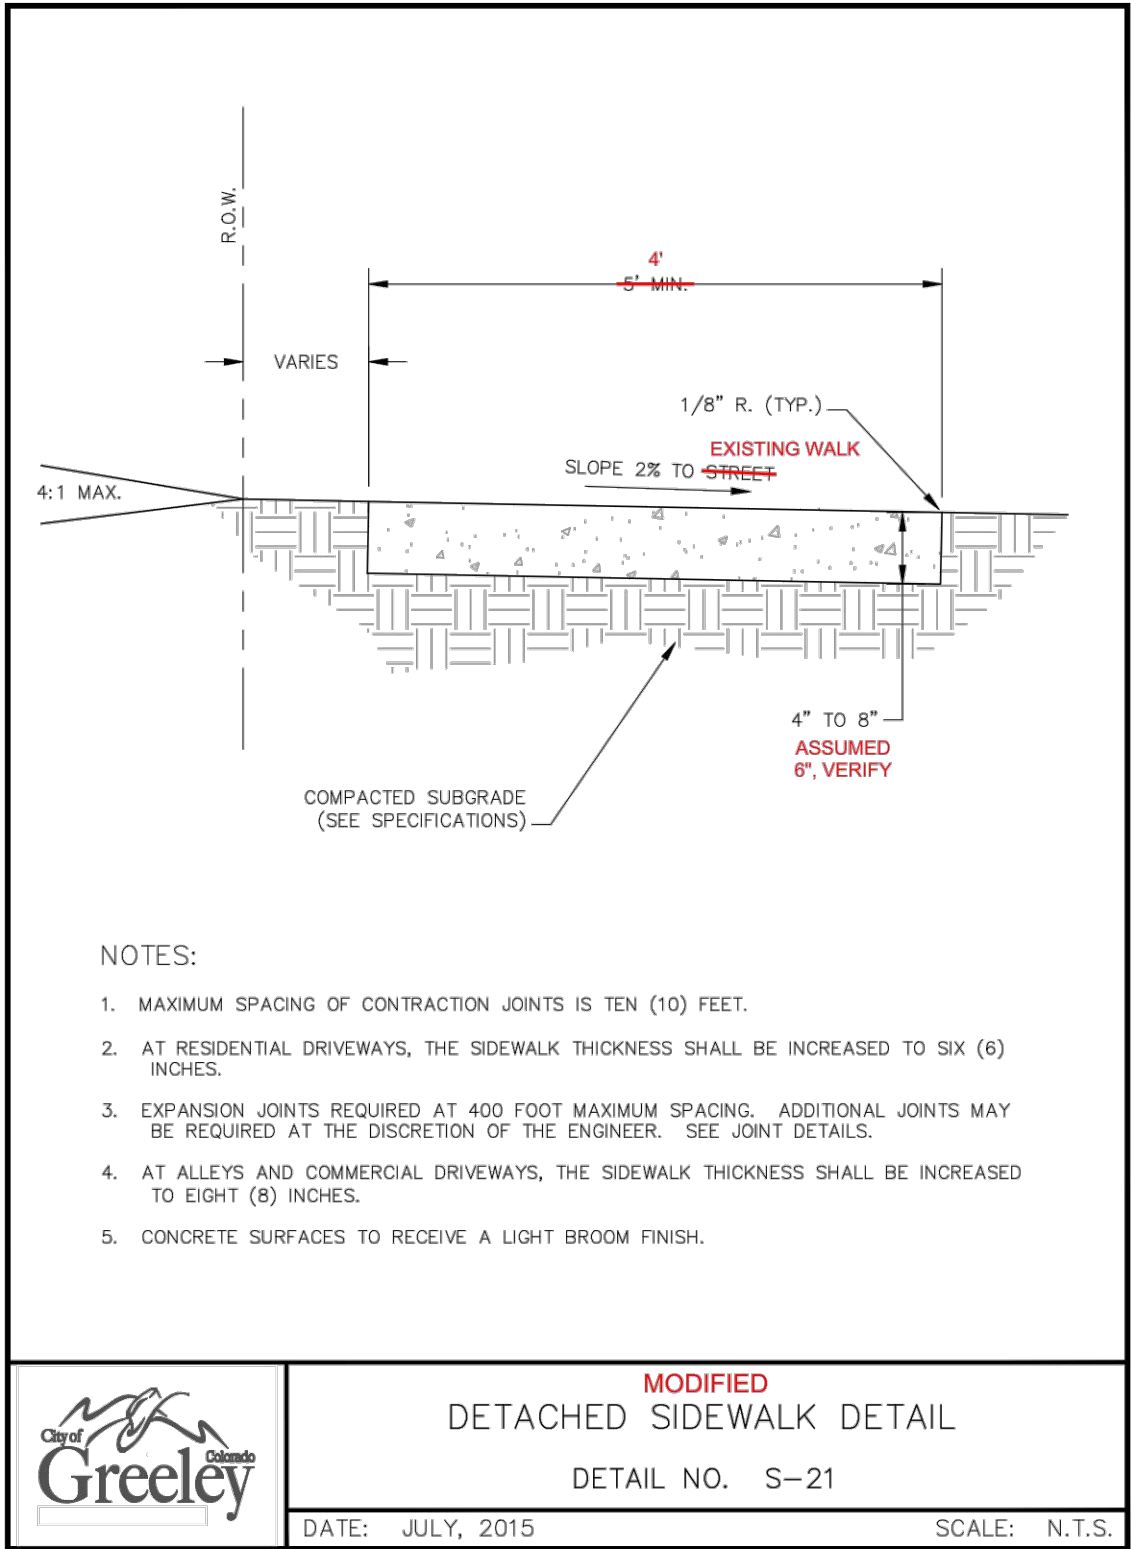 R.O.W.
4'
5' MIN.
VARIES
1/8" R. (TYP.)
EXISTING WALK
SLOPE 2% TO STREET
4:1 MAX.
4" TO 8"
ASSUMED
6", VERIFY
COMPACTED SUBGRADE
(SEE SPECIFICATIONS)
NOTES:
1. MAXIMUM SPACING OF CONTRACTION JOINTS IS TEN (10) FEET.
2. AT RESIDENTIAL DRIVEWAYS, THE SIDEWALK THICKNESS SHALL BE INCREASED TO SIX (6)
INCHES.
3. EXPANSION JOINTS REQUIRED AT 400 FOOT MAXIMUM SPACING. ADDITIONAL JOINTS MAY
BE REQUIRED AT THE DISCRETION OF THE ENGINEER. SEE JOINT DETAILS.
4. AT ALLEYS AND COMMERCIAL DRIVEWAYS, THE SIDEWALK THICKNESS SHALL BE INCREASED
TO EIGHT (8) INCHES.
5. CONCRETE SURFACES TO RECEIVE A LIGHT BROOM FINISH.
City of
Greeley
Colorado
MODIFIED
DETACHED SIDEWALK DETAIL
DETAIL NO. S-21
DATE: JULY, 2015
SCALE: N.T.S.